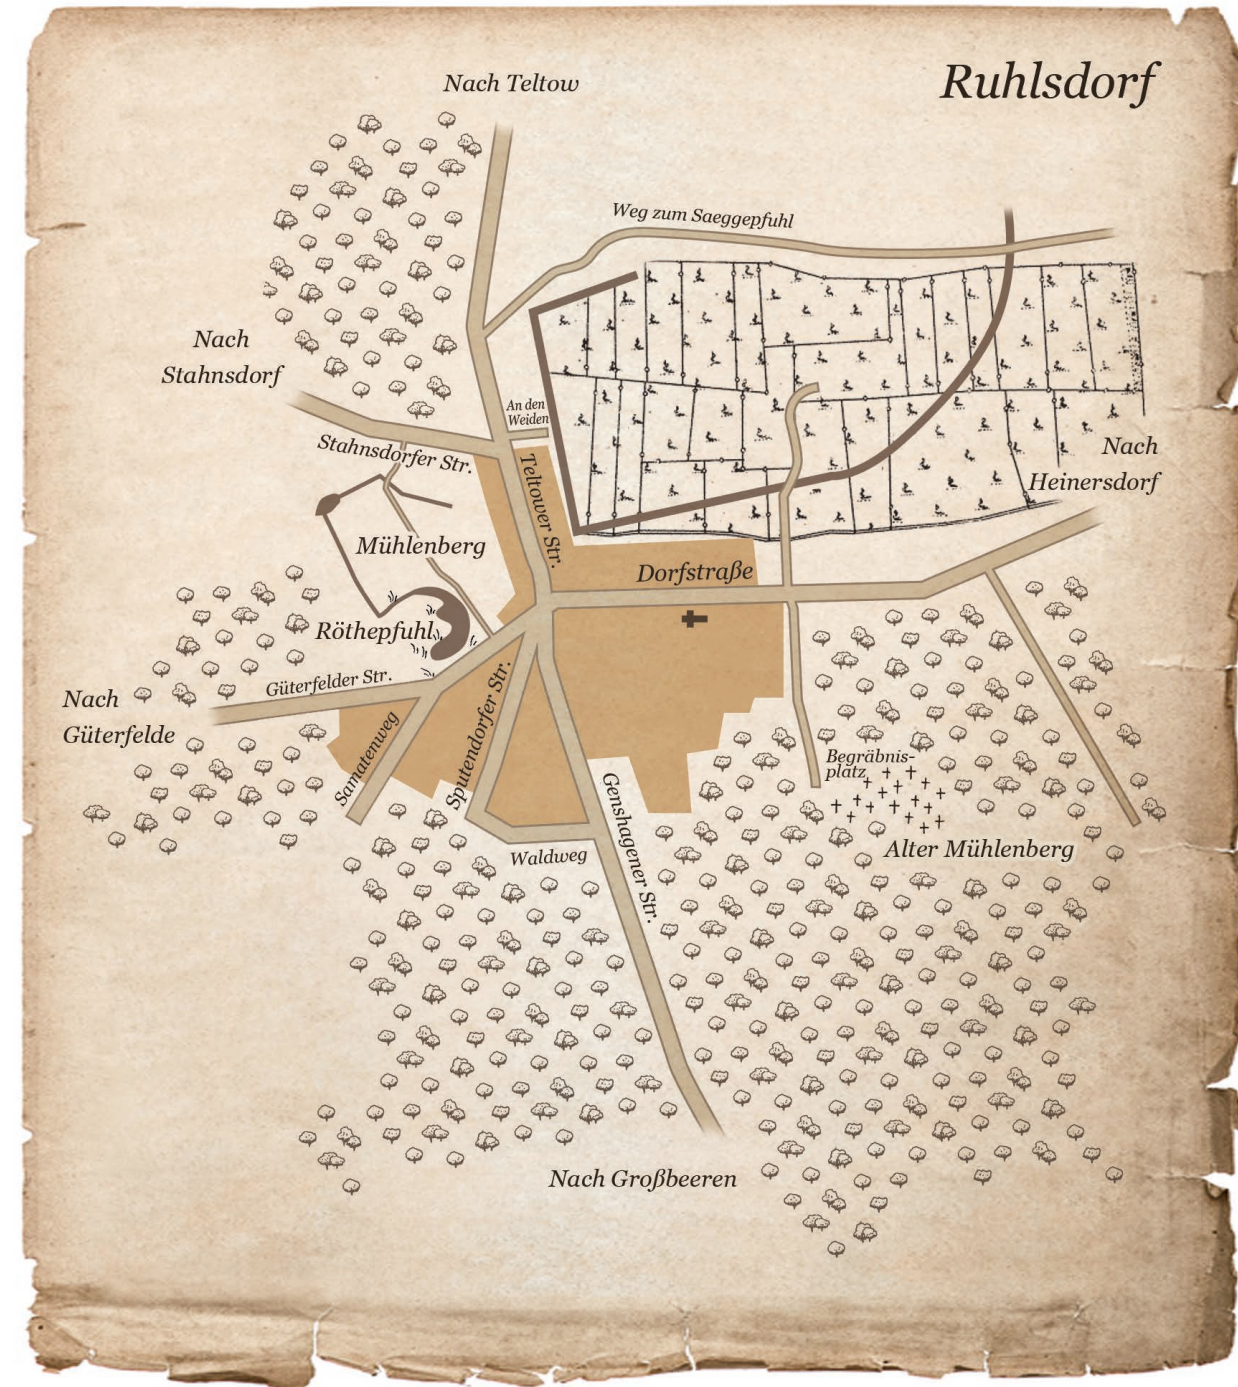 Ruhlsdorf
Nach Teltow
Weg zum Saeggepfuhl
Nach
Stahnsdorf
An den
Weiden
Stahnsdorfer Str.
Teltower Str.
Nach
Heinersdorf
Mühlenberg
Dorfstraße
Röthepfuhl
Güterfelder Str.
Nach
Güterfelde
Samatenweg
Sputendorfer Str.
Genshagener Str.
Begräbnis-
platz
Alter Mühlenberg
Waldweg
Nach Großbeeren